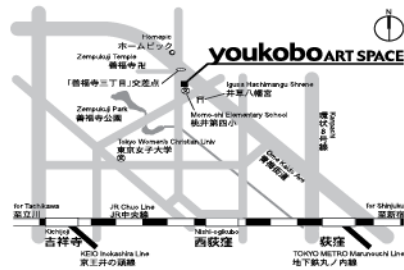 N
Homepic
ホームピック
youkobo ART SPACE
Zempukuji Temple
善福寺卍
「善福寺三丁目」交差点
Igusa Hachimangu Shrene
井草八幡宮
Zempukuji Park
善福寺公園
Momo-shi Elementary School
桃井第四小
Tokyo Women's Christian Univ
東京女子大学
Ome Kaido Ave
青梅街道
Kanpachi
環状8号線
for Tachikawa
至立川
JR Chuo Line
JR中央線
for Shinjuku
至新宿
Kichijoji
吉祥寺
Nishi-ogikubo
西荻窪
荻窪
KEIO Inokashira Line
京王井の頭線
TOKYO METRO Marunouchi Line
地下鉄丸ノ内線